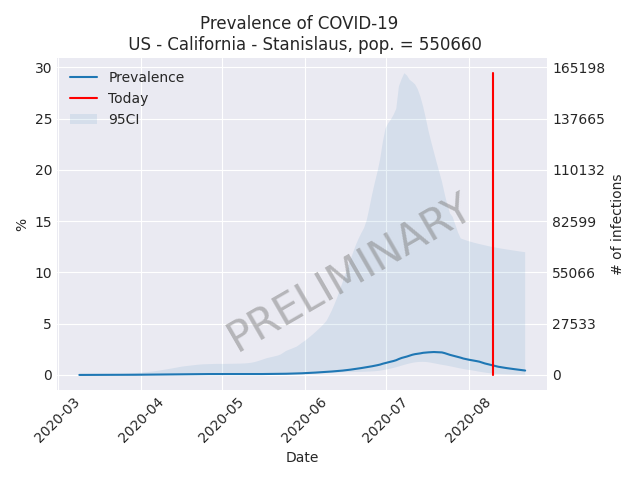 Prevalence of COVID-19
US - California - Stanislaus, pop. = 550660
Prevalence
Today
95CI
30
25
20
15
10
5
0
%
165198
137665
110132
82599
55066
27533
0
# of infections
PRELIMINARY
2020-03
2020-04
2020-05
2020-06
2020-07
2020-08
Date